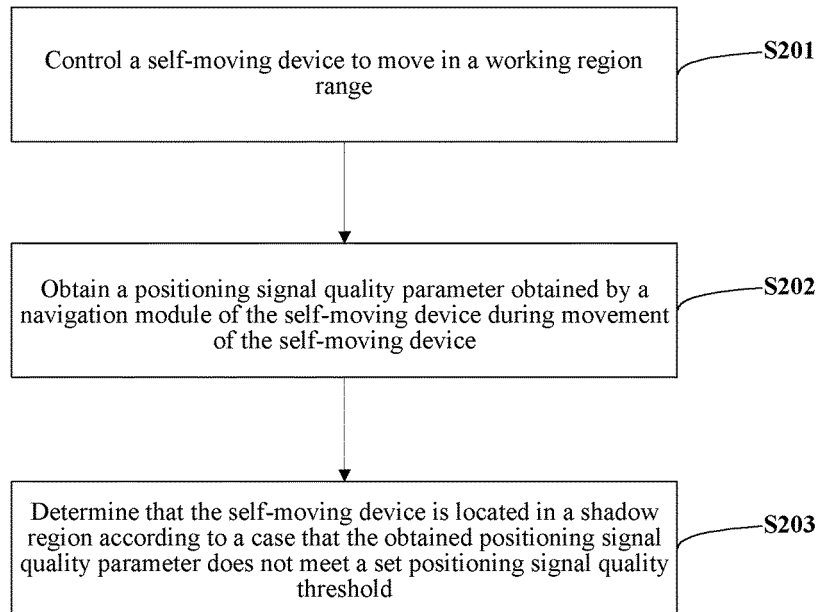 Control a self-moving device to move in a working region
range
S201
Obtain a positioning signal quality parameter obtained by a
navigation module of the self-moving device during movement
of the self-moving device
S202
Determine that the self-moving device is located in a shadow
region according to a case that the obtained positioning signal
quality parameter does not meet a set positioning signal quality
threshold
S203